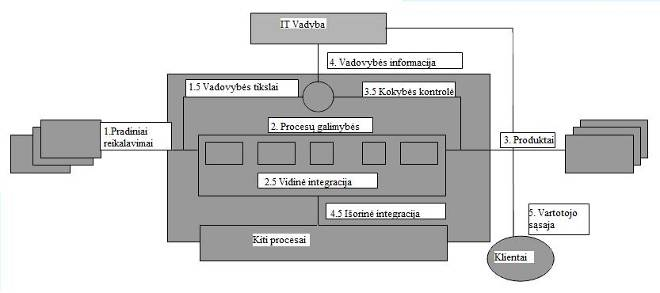 IT Vadyba
4. Vadovybės informacija
1.5 Vadovybės tikslai
3.5 Kokybės kontrolė
1.Pradiniai
reikalavimai
2. Procesų galimybės
3. Produktai
2.5 Vidinė integracija
4.5 Išorinė integracija
5. Vartotojo
sąsaja
Kiti procesai
Klientai